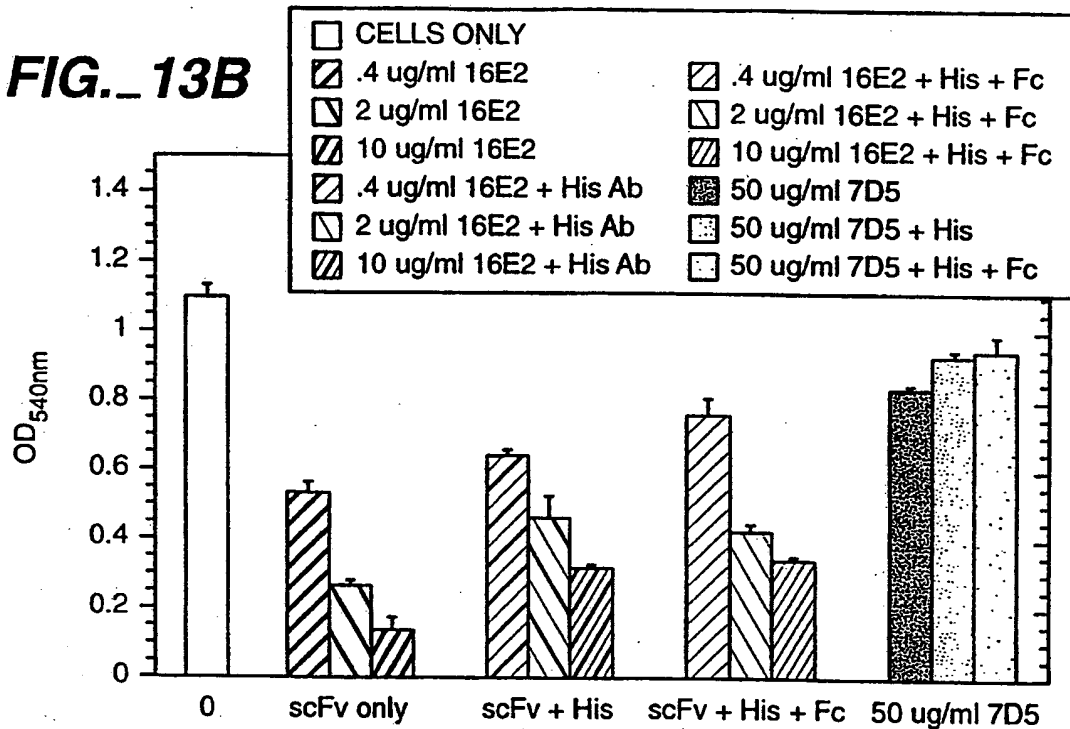 FIG._13B
CELLS ONLY
.4 ug/ml 16E2
2 ug/ml 16E2
10 ug/ml 16E2
.4 ug/ml 16E2 + His Ab
2 ug/ml 16E2 + His Ab
10 ug/ml 16E2 + His Ab
.4 ug/ml 16E2 + His + Fc
2 ug/ml 16E2 + His + Fc
10 ug/ml 16E2 + His + Fc
50 ug/ml 7D5
50 ug/ml 7D5 + His
50 ug/ml 7D5 + His + Fc
OD540nm
1.4
1.2
1
0.8
0.6
0.4
0.2
0
0
scFv only
scFv + His
scFv + His + Fc
50 ug/ml 7D5